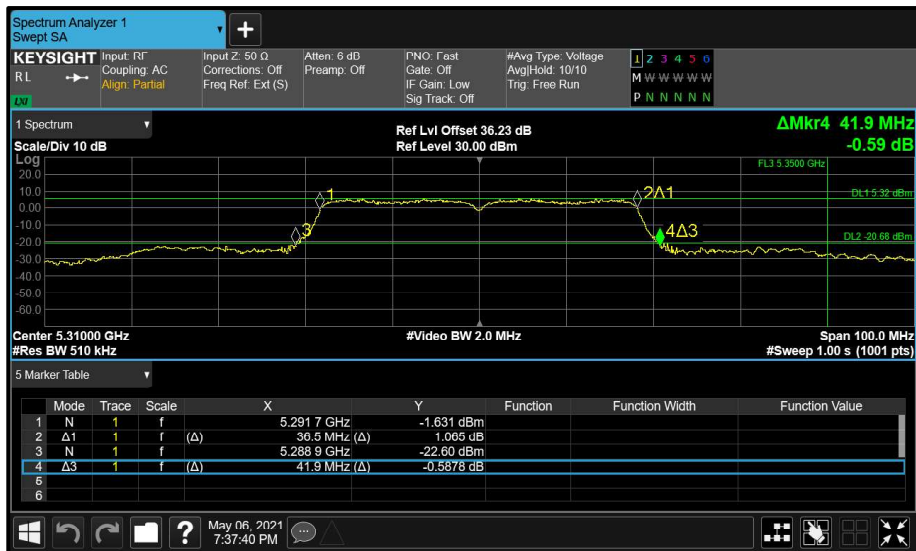 Spectrum Analyzer 1
Swept SA
+
KEYSIGHT Input: RF
RL
Coupling: AC
Align: Partial
LXI
Input Z: 50 Ω
Corrections: Off
Freq Ref: Ext (S)
Atten: 6 dB
Preamp: Off
PNO: Fast
Gate: Off
IF Gain: Low
Sig Track: Off
#Avg Type: Voltage
Avg|Hold: 10/10
Trig: Free Run
1 2 3 4 5 6
M W W W W W
P N N N N N
1 Spectrum
Scale/Div 10 dB
Ref Lvl Offset 36.23 dB
Ref Level 30.00 dBm
ΔMkr4 41.9 MHz
-0.59 dB
Log
20.0
10.0
0.00
-10.0
-20.0
-30.0
-40.0
-50.0
-60.0
FL3 5.3500 GHz
DL1 5.32 dBm
DL2 -20.68 dBm
1
2Δ1
3
4Δ3
Center 5.31000 GHz
#Res BW 510 kHz
#Video BW 2.0 MHz
Span 100.0 MHz
#Sweep 1.00 s (1001 pts)
5 Marker Table
Mode Trace Scale X Y Function Function Width Function Value
1 N 1 f 5.291 7 GHz -1.631 dBm
2 Δ1 1 f (Δ) 36.5 MHz (Δ) 1.065 dB
3 N 1 f 5.288 9 GHz -22.60 dBm
4 Δ3 1 f (Δ) 41.9 MHz (Δ) -0.5878 dB
5
6
?
May 06, 2021
7:37:40 PM